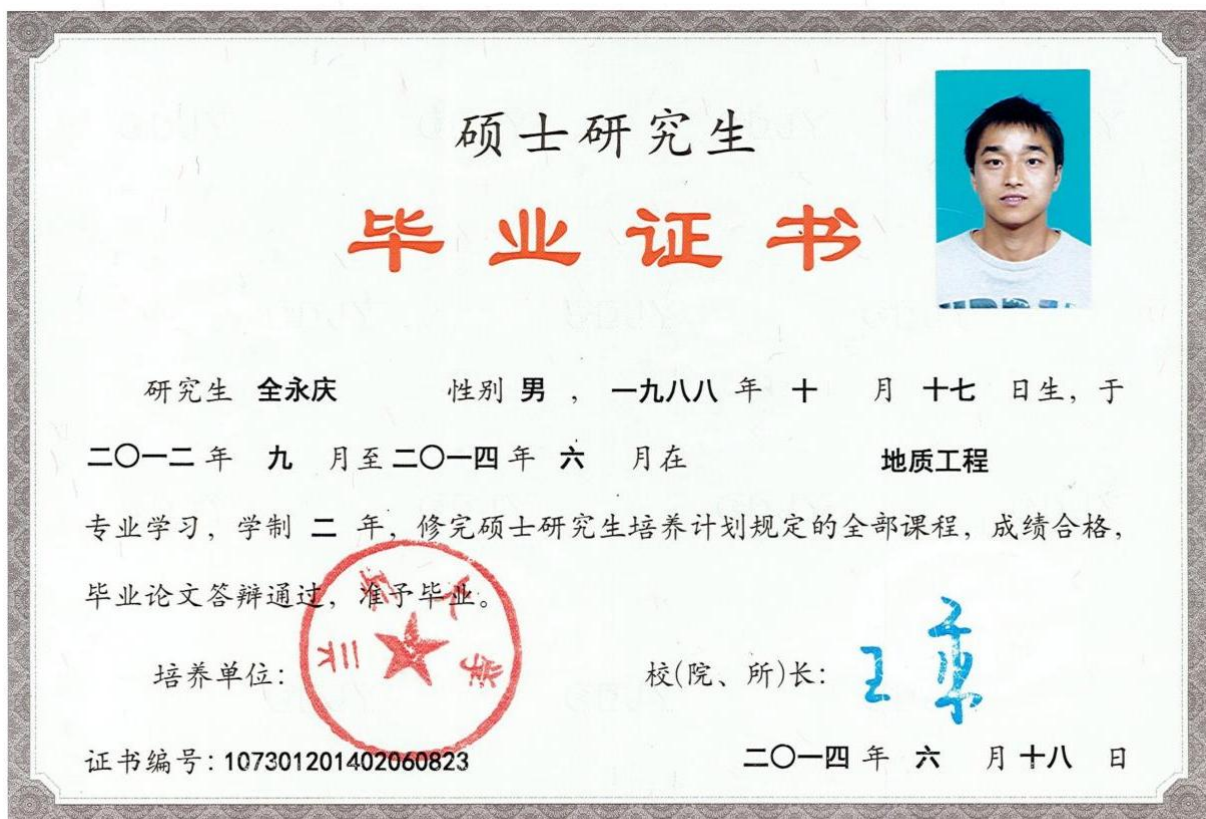 硕士研究生
毕业证书
研究生 全永庆 性别 男 ， 一九八八 年 十 月 十七 日生，于
二〇一二 年 九 月至 二〇一四 年 六 月在 地质工程
专业学习，学制 二 年，修完硕士研究生培养计划规定的全部课程，成绩合格，
毕业论文答辩通过，准予毕业。
培养单位： 校(院、所)长：
证书编号：107301201402060823 二〇一四 年 六 月 十八 日